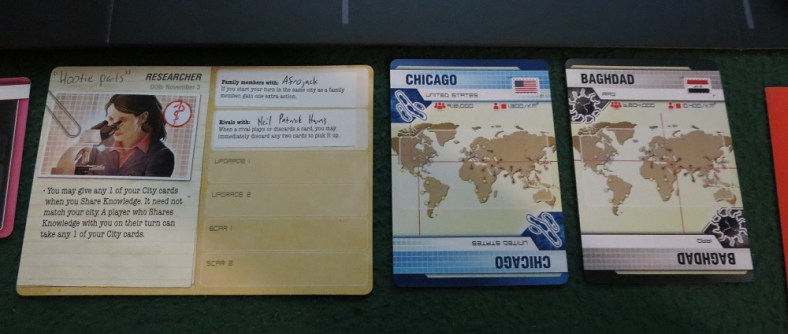 "Hootie pats" RESEARCHER
DOB: November 3
· You may give any 1 of your City cards
when you Share Knowledge. It need not
match your city. A player who Shares
Knowledge with you on their turn can
take any 1 of your City cards.
Family members with: Afrojack
If you start your turn in the same city as a family
member, gain one extra action.
Rivals with: Neil Patrick Harris
When a rival plays or discards a card, you may
immediately discard any two cards to pick it up.
UPGRADE 1
UPGRADE 2
SCAR 1
SCAR 2
CHICAGO
UNITED STATES
UNITED STATES
CHICAGO
BAGHDAD
IRAQ
IRAQ
BAGHDAD